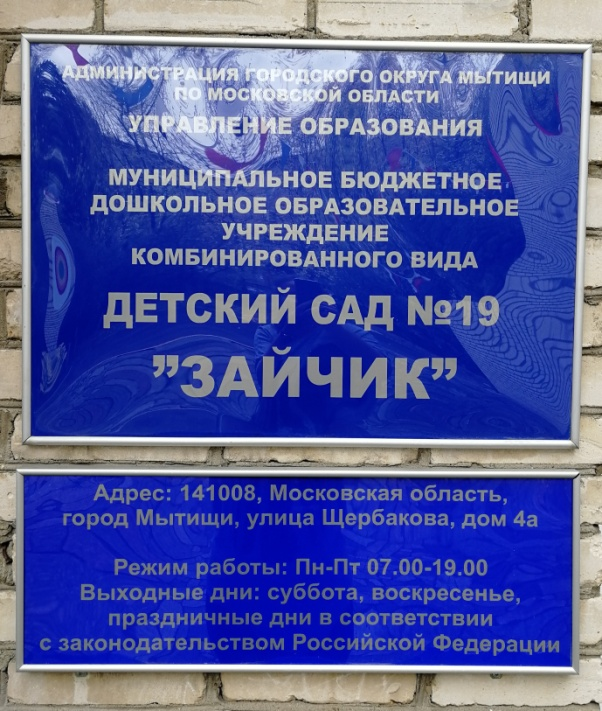 АДМИНИСТРАЦИЯ ГОРОДСКОГО ОКРУГА МЫТИЩИ
ПО МОСКОВСКОЙ ОБЛАСТИ
УПРАВЛЕНИЕ ОБРАЗОВАНИЯ
МУНИЦИПАЛЬНОЕ БЮДЖЕТНОЕ
ДОШКОЛЬНОЕ ОБРАЗОВАТЕЛЬНОЕ
УЧРЕЖДЕНИЕ
КОМБИНИРОВАННОГО ВИДА
ДЕТСКИЙ САД №19
”ЗАЙЧИК”
Адрес: 141008, Московская область,
город Мытищи, улица Щербакова, дом 4а
Режим работы: Пн-Пт 07.00-19.00
Выходные дни: суббота, воскресенье,
праздничные дни в соответствии
с законодательством Российской Федерации